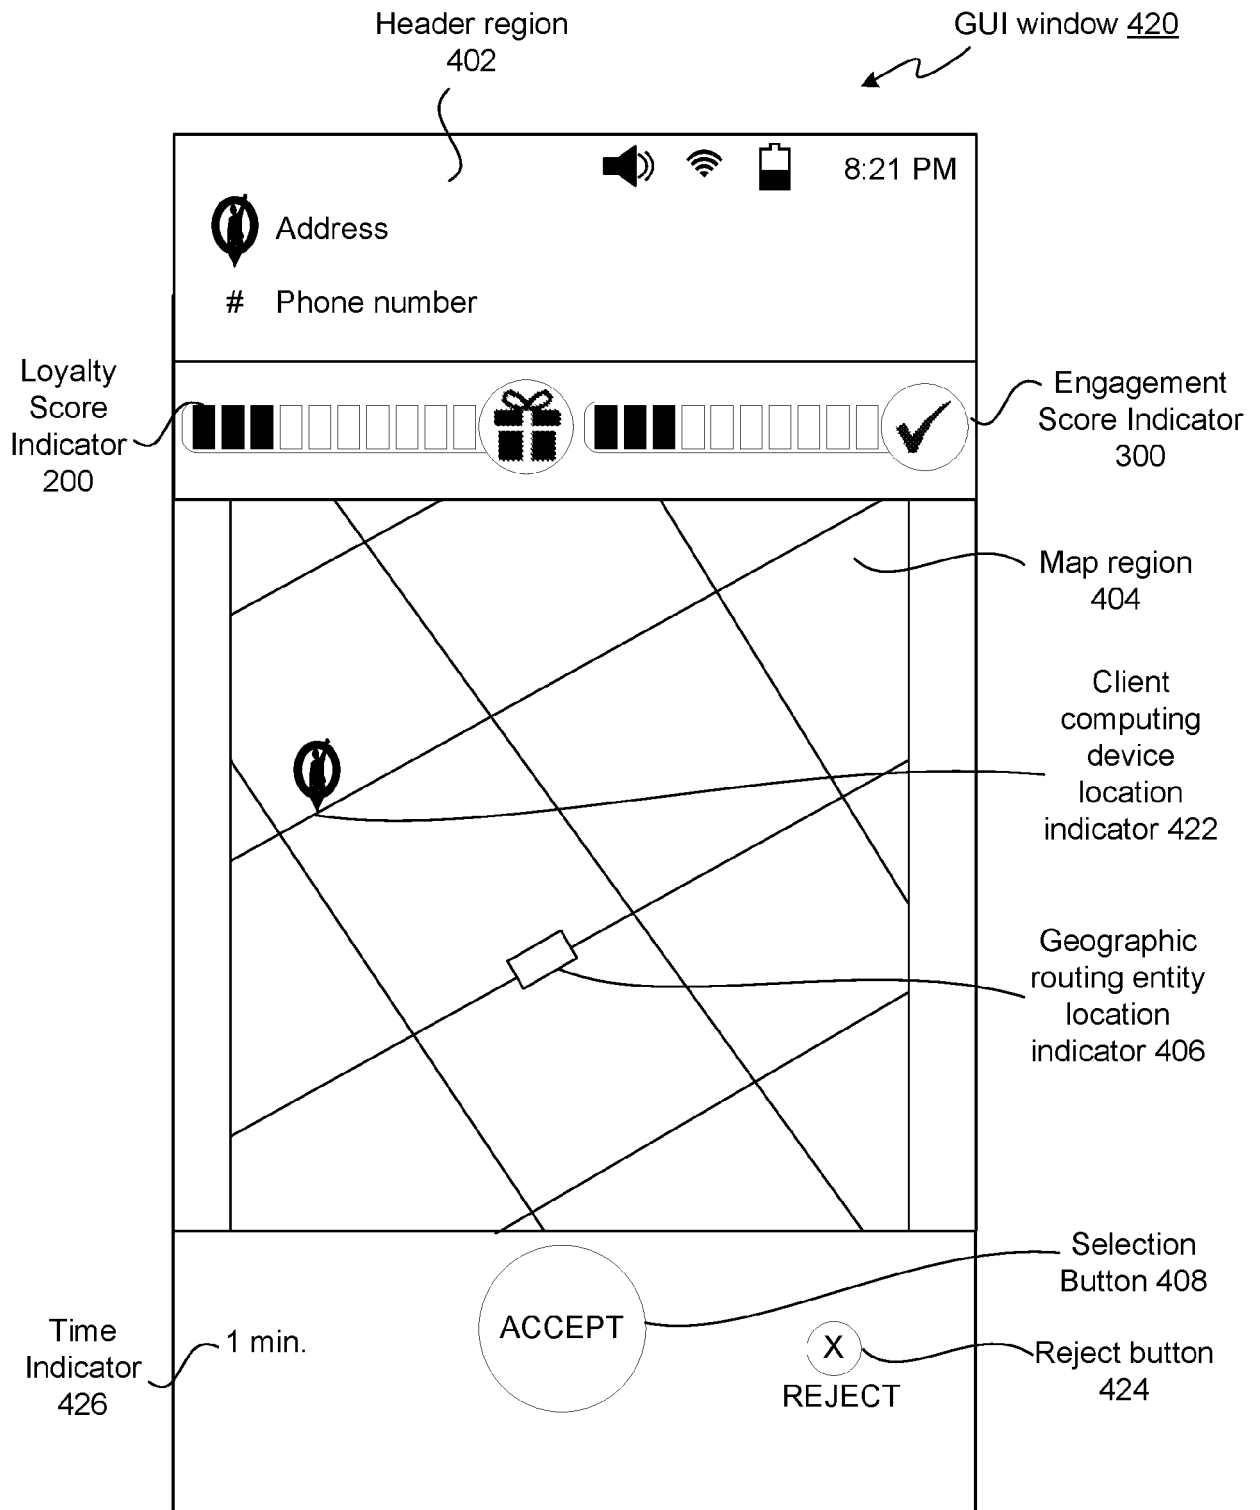 Header region
402
GUI window 420
8:21 PM
Address
# Phone number
Loyalty
Score
Indicator
200
Engagement
Score Indicator
300
Map region
404
Client
computing
device
location
indicator 422
Geographic
routing entity
location
indicator 406
Selection
Button 408
ACCEPT
Time
Indicator
426
1 min.
X
REJECT
Reject button
424